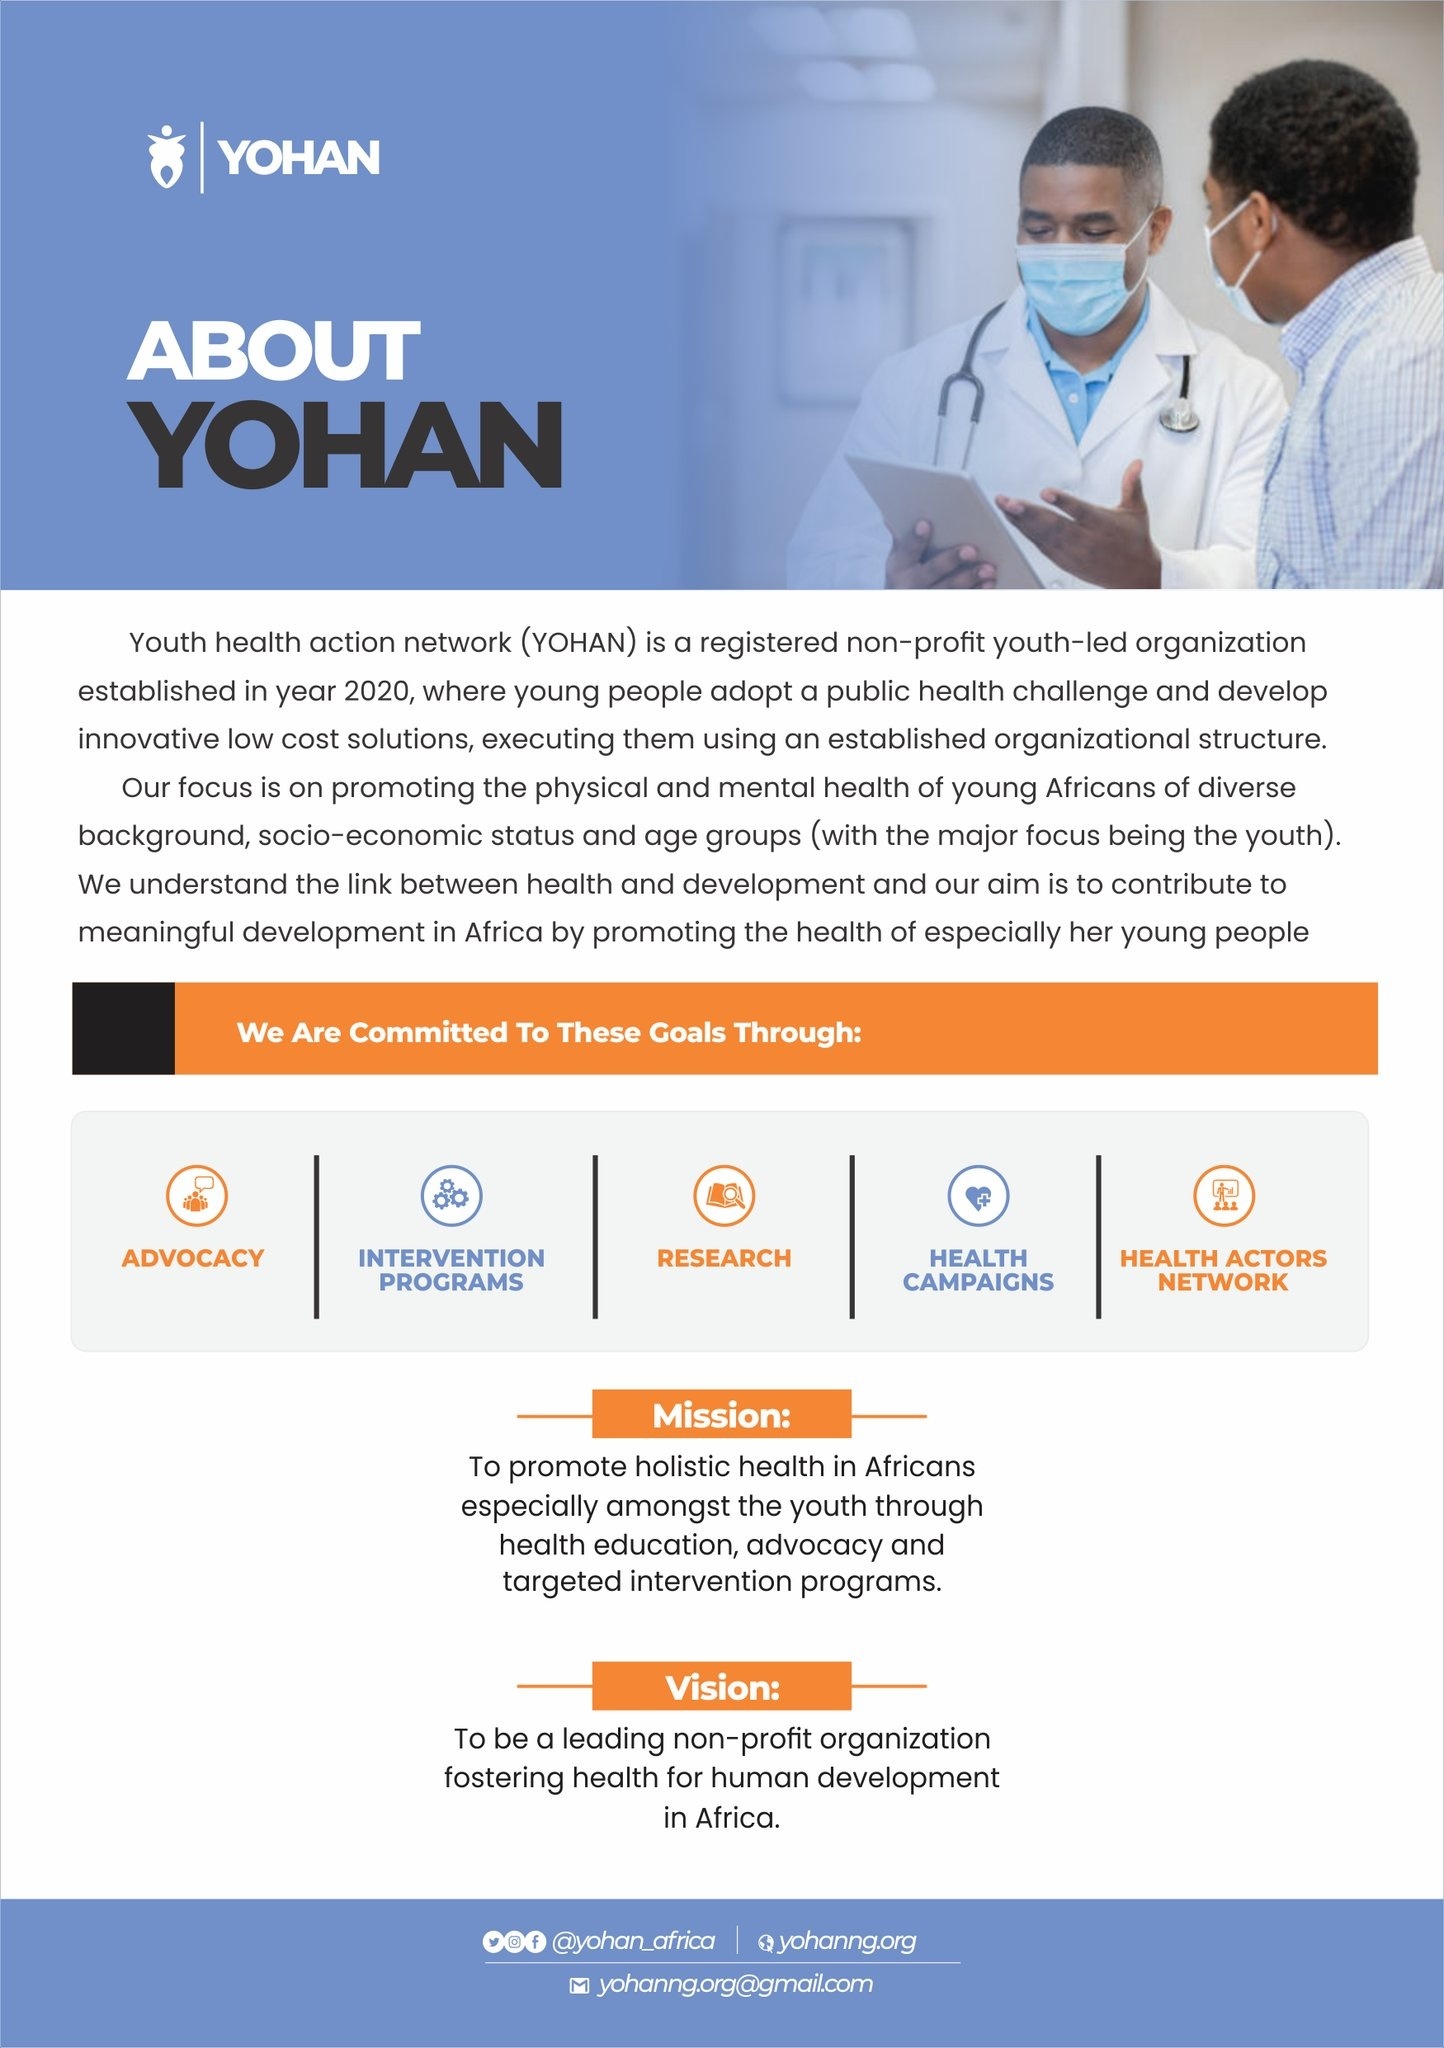 YOHAN
ABOUT
YOHAN
Youth health action network (YOHAN) is a registered non-profit youth-led organization
established in year 2020, where young people adopt a public health challenge and develop
innovative low cost solutions, executing them using an established organizational structure.
Our focus is on promoting the physical and mental health of young Africans of diverse
background, socio-economic status and age groups (with the major focus being the youth).
We understand the link between health and development and our aim is to contribute to
meaningful development in Africa by promoting the health of especially her young people
We Are Committed To These Goals Through:
ADVOCACY
INTERVENTION
PROGRAMS
RESEARCH
HEALTH
CAMPAIGNS
HEALTH ACTORS
NETWORK
Mission:
To promote holistic health in Africans
especially amongst the youth through
health education, advocacy and
targeted intervention programs.
Vision:
To be a leading non-profit organization
fostering health for human development
in Africa.
@yohan_africa
yohanng.org
yohanng.org@gmail.com